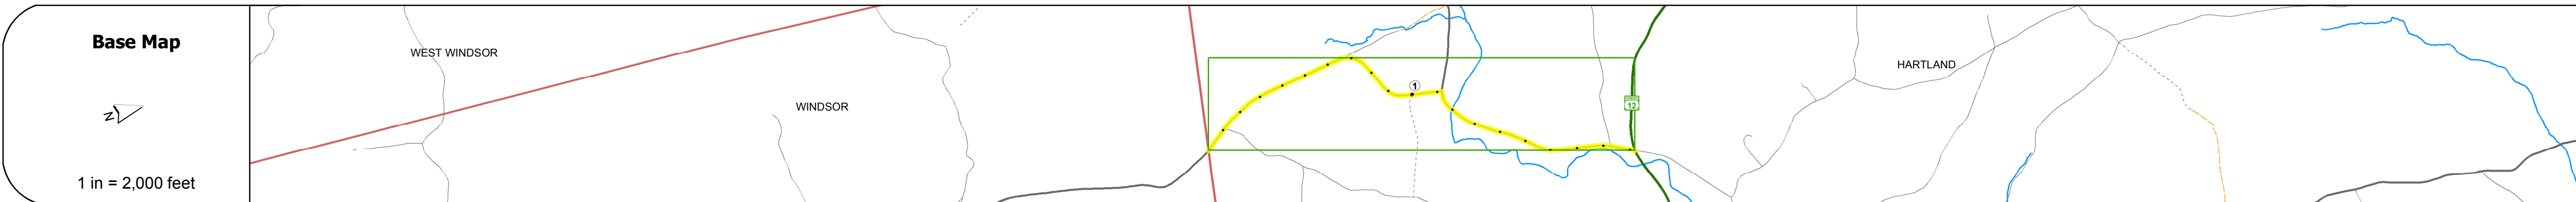 Base Map
N
1 in = 2,000 feet
WEST WINDSOR
WINDSOR
1
12
HARTLAND